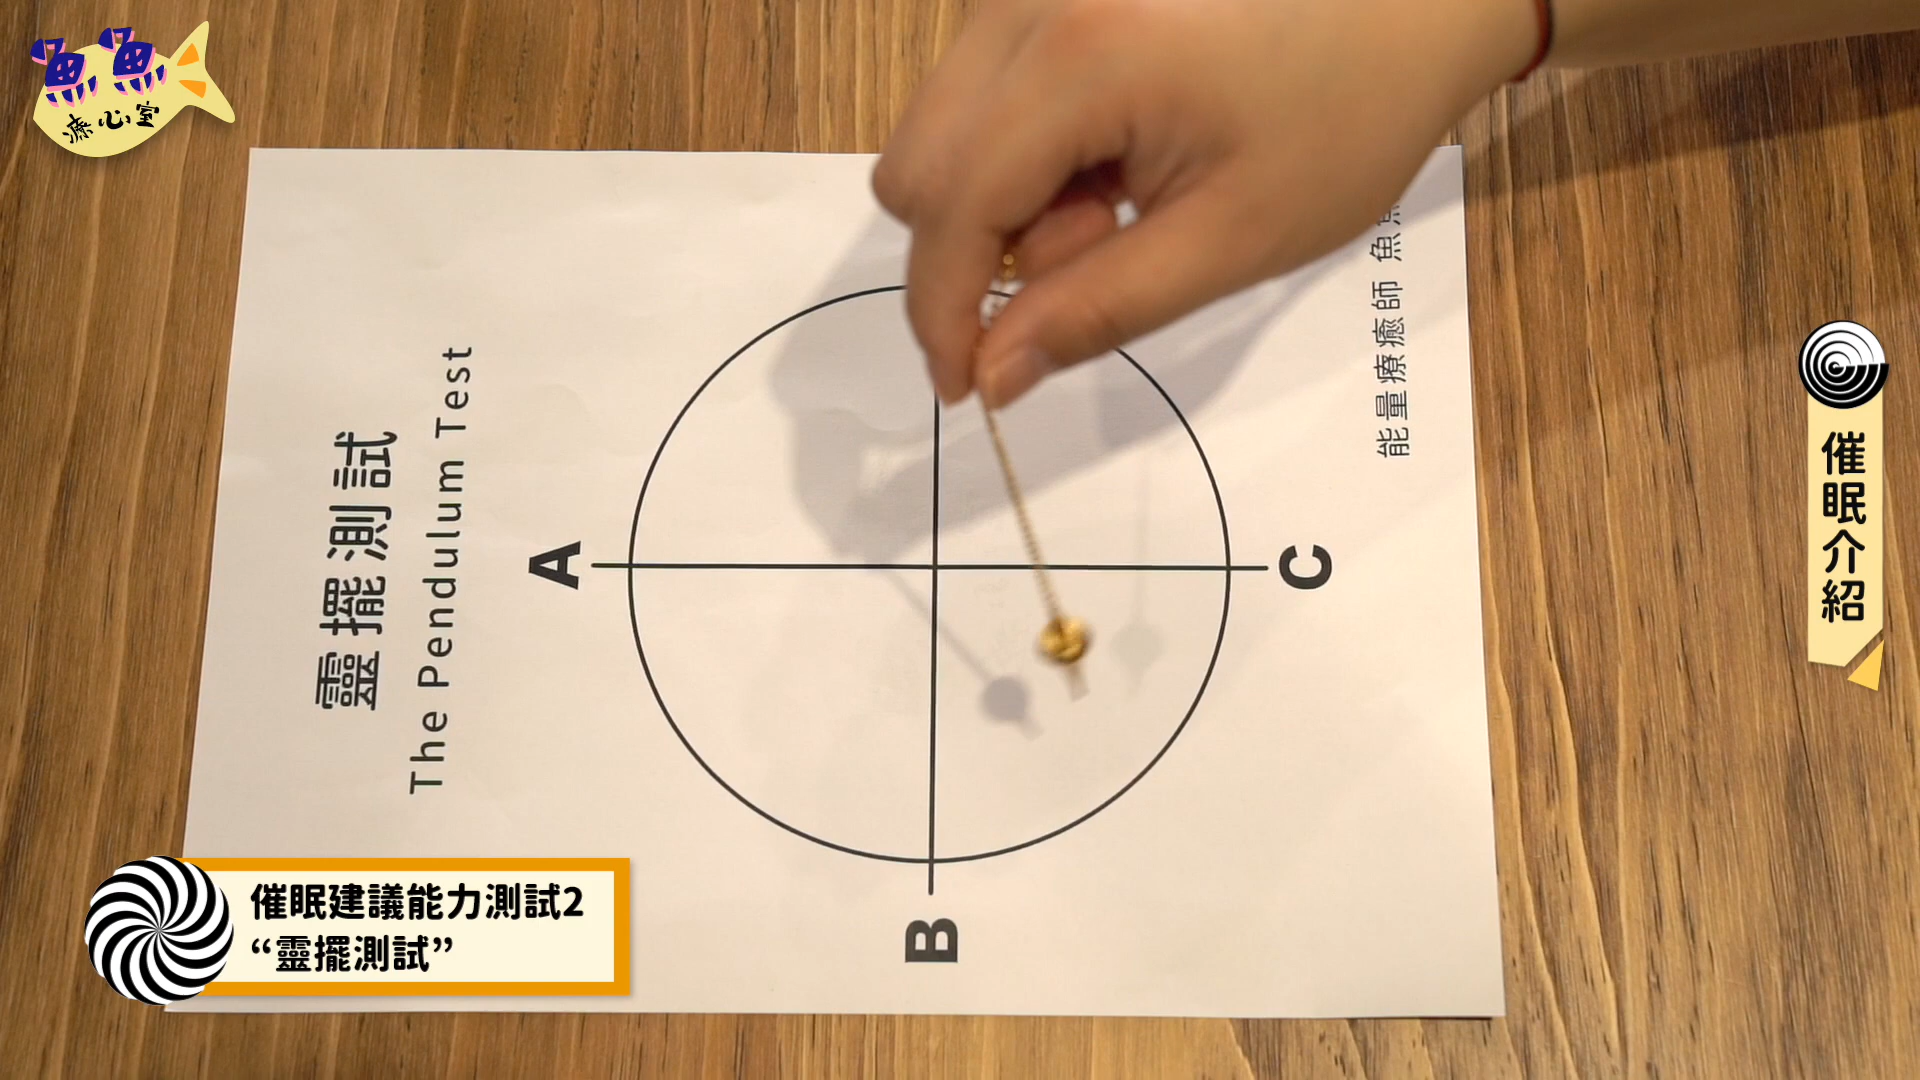 魚魚
療心室
靈擺測試
The Pendulum Test
A
B
C
能量療癒師 魚魚
催眠介紹
催眠建議能力測試2
“靈擺測試”